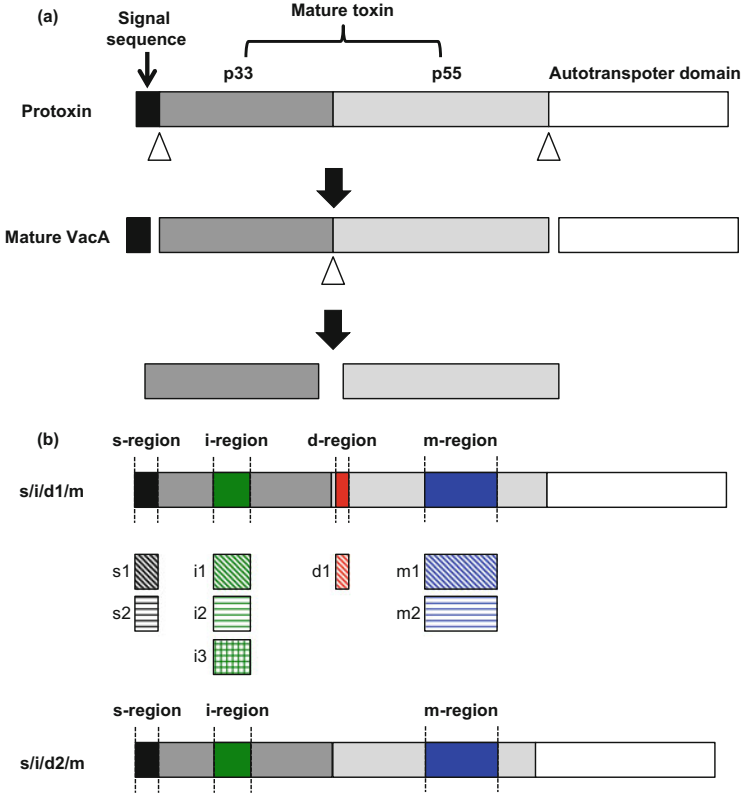 (a)
Signal
sequence
Mature toxin
p33
p55
Autotranspoter domain
Protoxin
Mature VacA
(b)
s-region
i-region
d-region
m-region
s/i/d1/m
s1
i1
d1
m1
s2
i2
m2
i3
s-region
i-region
m-region
s/i/d2/m